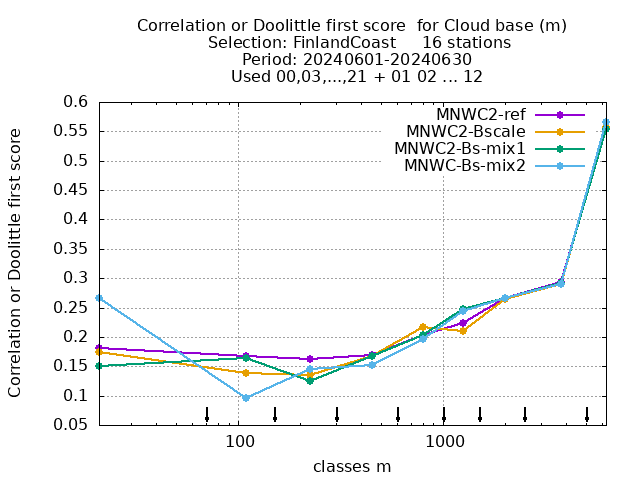 Correlation or Doolittle first score  for Cloud base (m)
Selection: FinlandCoast     16 stations
Period: 20240601-20240630
Used 00,03,...,21 + 01 02 ... 12
Correlation or Doolittle first score
0.6
0.55
0.5
0.45
0.4
0.35
0.3
0.25
0.2
0.15
0.1
0.05
MNWC2-ref
MNWC2-Bscale
MNWC2-Bs-mix1
MNWC-Bs-mix2
100
1000
classes m